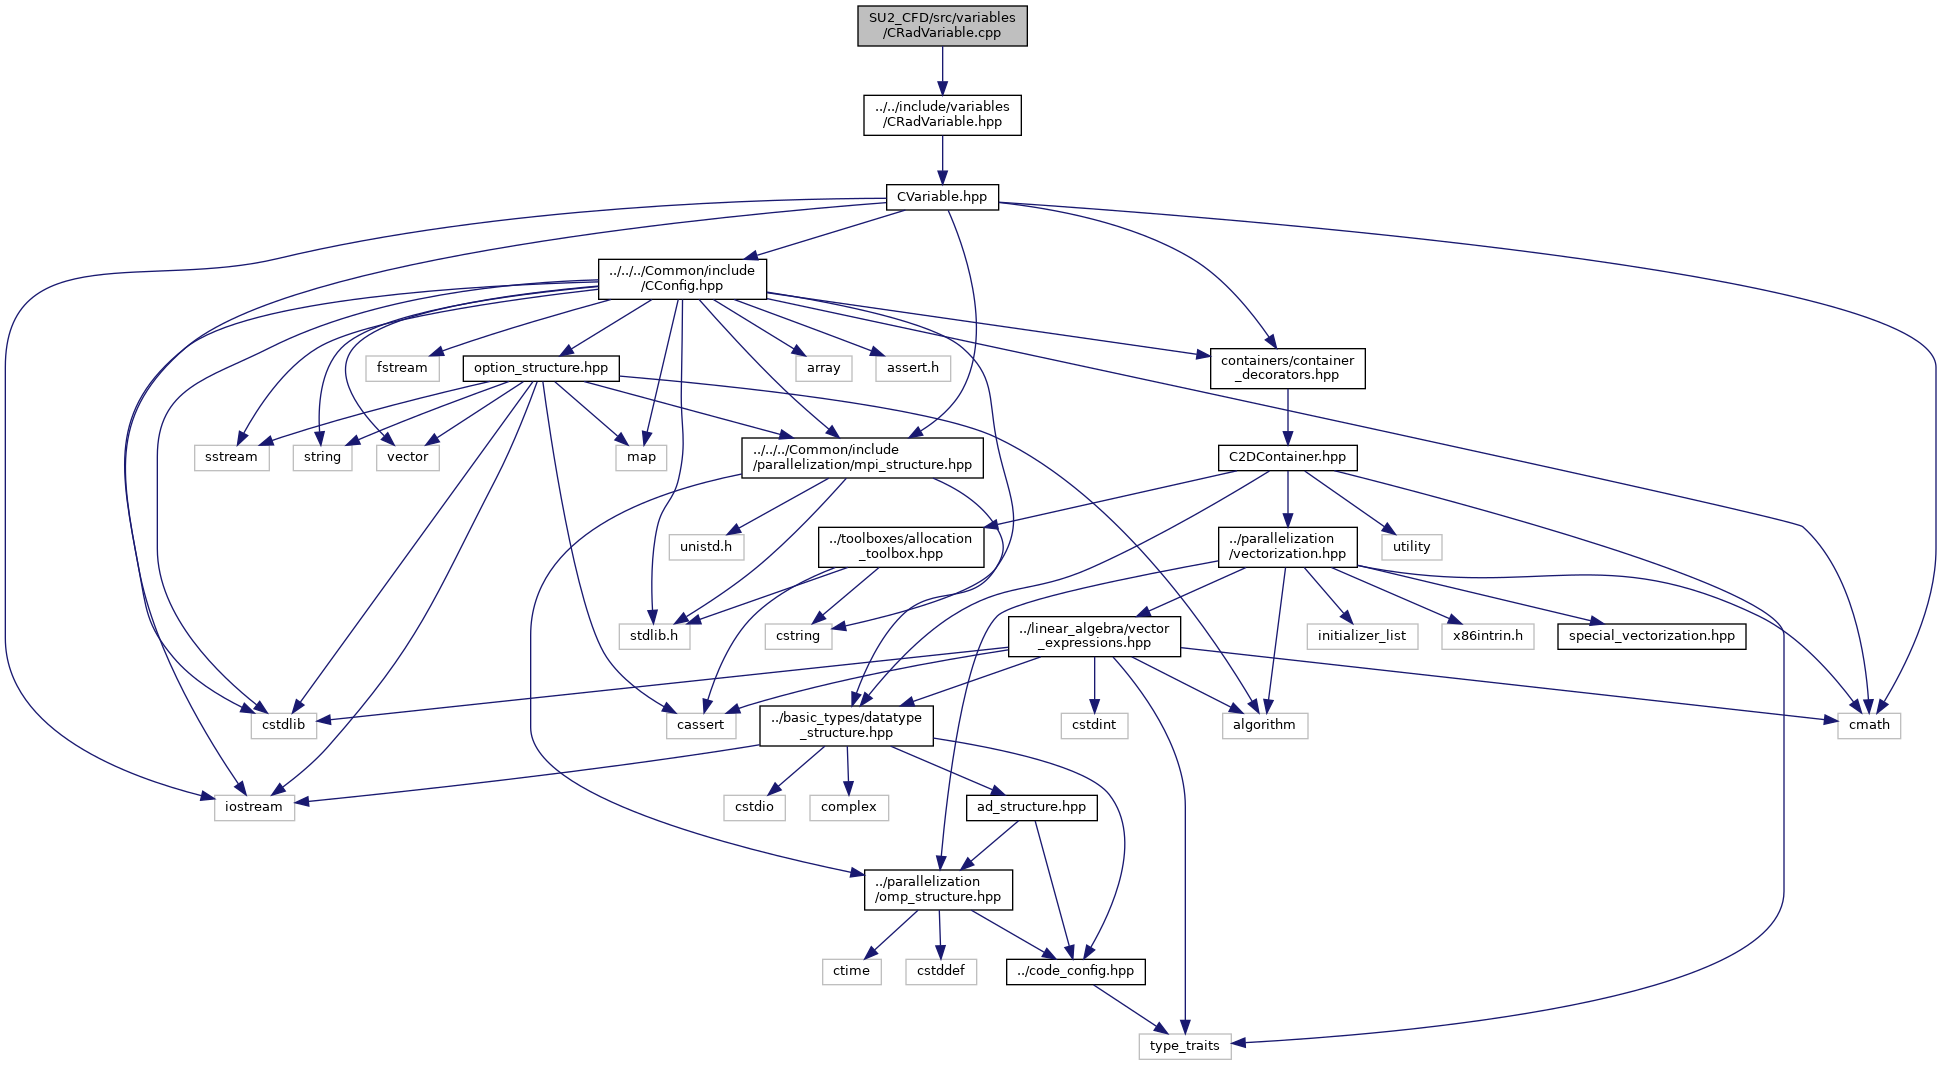 SU2_CFD/src/variables
/CRadVariable.cpp
../../include/variables
/CRadVariable.hpp
CVariable.hpp
../../../Common/include
/CConfig.hpp
fstream
option_structure.hpp
array
assert.h
containers/container
_decorators.hpp
sstream
string
vector
map
../../../Common/include
/parallelization/mpi_structure.hpp
C2DContainer.hpp
unistd.h
../toolboxes/allocation
_toolbox.hpp
../parallelization
/vectorization.hpp
utility
stdlib.h
cstring
../linear_algebra/vector
_expressions.hpp
initializer_list
x86intrin.h
special_vectorization.hpp
cstdlib
cassert
../basic_types/datatype
_structure.hpp
cstdint
algorithm
cmath
iostream
cstdio
complex
ad_structure.hpp
../parallelization
/omp_structure.hpp
ctime
cstddef
../code_config.hpp
type_traits